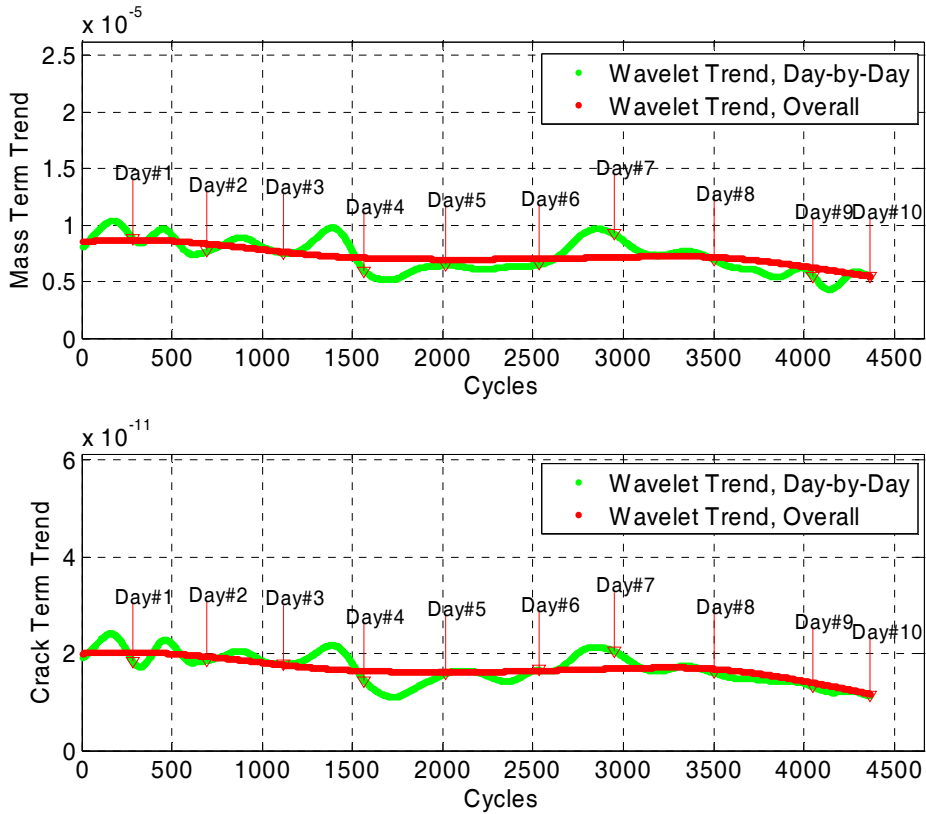 x 10-5
2.5
2
1.5
1
0.5
0
Mass Term Trend
Wavelet Trend, Day-by-Day
Wavelet Trend, Overall
Day#1
Day#2
Day#3
Day#4
Day#5
Day#6
Day#7
Day#8
Day#9
Day#10
0 500 1000 1500 2000 2500 3000 3500 4000 4500
Cycles
x 10-11
6
4
2
0
Crack Term Trend
Wavelet Trend, Day-by-Day
Wavelet Trend, Overall
Day#1
Day#2
Day#3
Day#4
Day#5
Day#6
Day#7
Day#8
Day#9
Day#10
0 500 1000 1500 2000 2500 3000 3500 4000 4500
Cycles